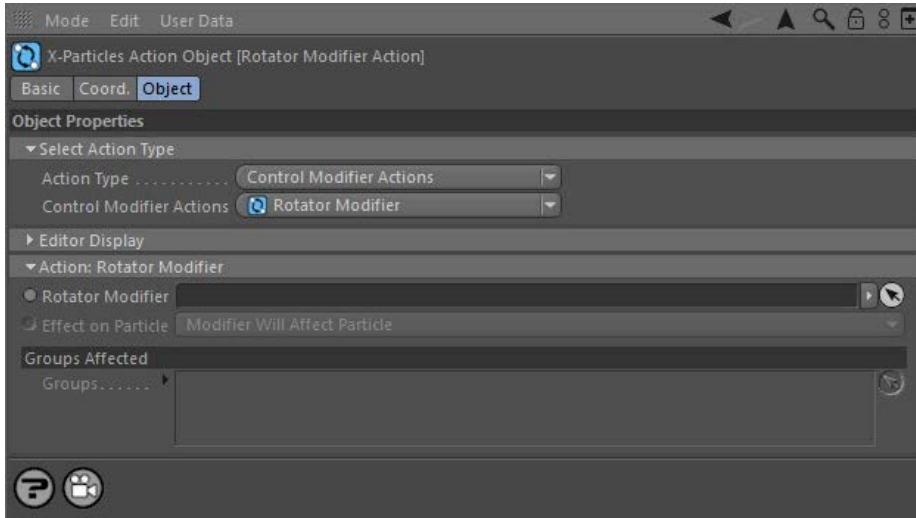 Mode Edit User Data
X-Particles Action Object [Rotator Modifier Action]
Basic Coord. Object
Object Properties
Select Action Type
Action Type . . . . . . . . . . . Control Modifier Actions
Control Modifier Actions Rotator Modifier
Editor Display
Action: Rotator Modifier
Rotator Modifier
Effect on Particle Modifier Will Affect Particle
Groups Affected
Groups. . . . . .